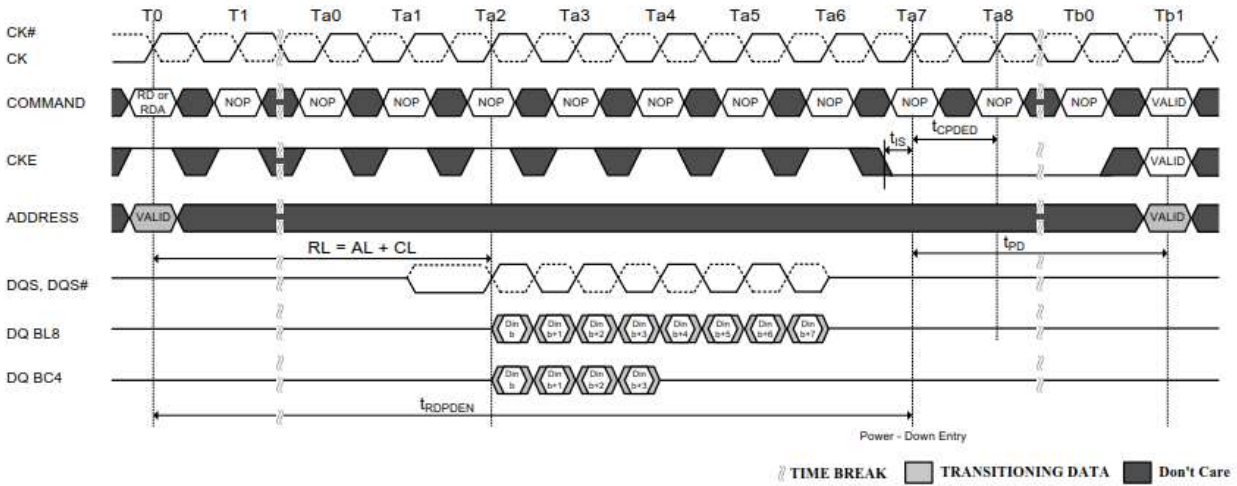 T0 T1 Ta0 Ta1 Ta2 Ta3 Ta4 Ta5 Ta6 Ta7 Ta8 Tb0 Tb1
CK#
CK
COMMAND RD or RDA NOP NOP NOP NOP NOP NOP NOP NOP NOP NOP NOP VALID
tIS tCPDED
CKE VALID
ADDRESS VALID VALID
RL = AL + CL tPD
DQS, DQS#
DQ BL8 Din b Din b+1 Din b+2 Din b+3 Din b+4 Din b+5 Din b+6 Din b+7
DQ BC4 Din b Din b+1 Din b+2 Din b+3
tRDPDEN
Power - Down Entry
TIME BREAK TRANSITIONING DATA Don't Care